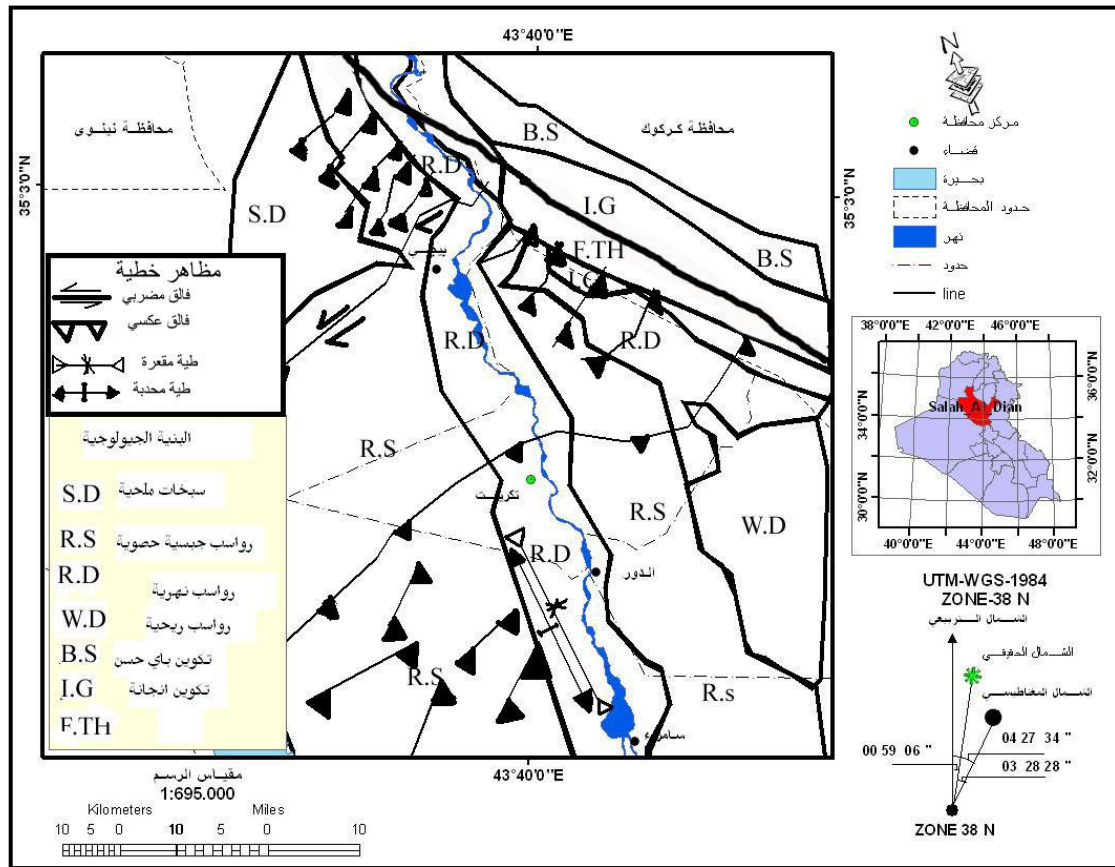 43°40'0"E
N
محافظة نينوى
محافظة كركوك
B.S
35°3'0"N
R.D
35°3'0"N
S.D
I.G
F.TH
B.S
I.G
بيجي
R.D
R.D
R.S
تكريت
R.S
W.D
R.D
الدور
R.S
R.s
سامراء
43°40'0"E
مظاهر خطية
فالق مضربي
فالق عكسي
طية مقعرة
طية محدبة
البنية الجيولوجية
S.D سبخات ملحية
R.S رواسب جبسية حصوية
R.D رواسب نهرية
W.D رواسب ريحية
B.S تكوين باي حسن
I.G تكوين انجانة
F.TH
مقياس الرسم
1:695.000
Kilometers Miles
10 5 0 10 5 0 10
مركز محافظة
قضاء
بحيرة
حدود المحافظة
نهر
حدود
line
38°0'0"E 42°0'0"E 46°0'0"E
36°0'0"N
34°0'0"N
32°0'0"N
30°0'0"N
Salah_Al_Dian
40°0'0"E 44°0'0"E 48°0'0"E
UTM-WGS-1984
ZONE-38 N
الشمال التربيعي
الشمال الحقيقي
الشمال المغناطيسي
04 27 34 "
00 59 06 "
03 28 28 "
ZONE 38 N